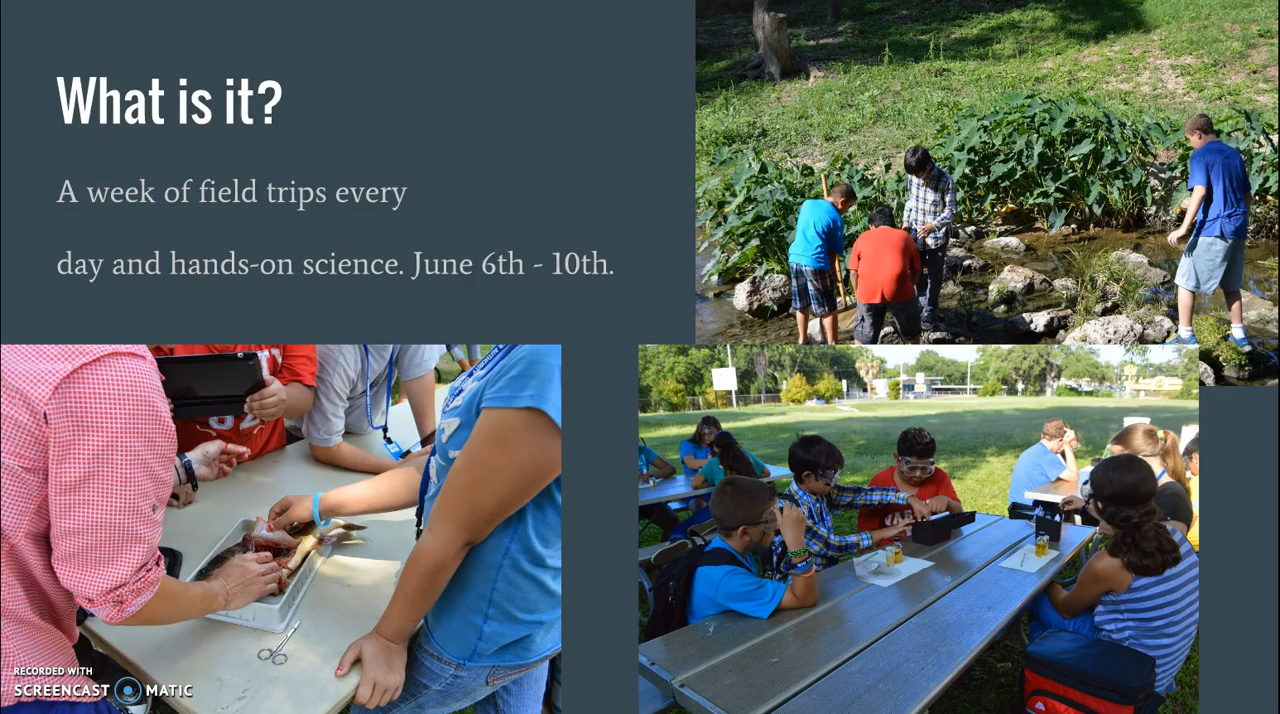 What is it?
A week of field trips every
day and hands-on science. June 6th - 10th.
RECORDED WITH
SCREENCAST MATIC